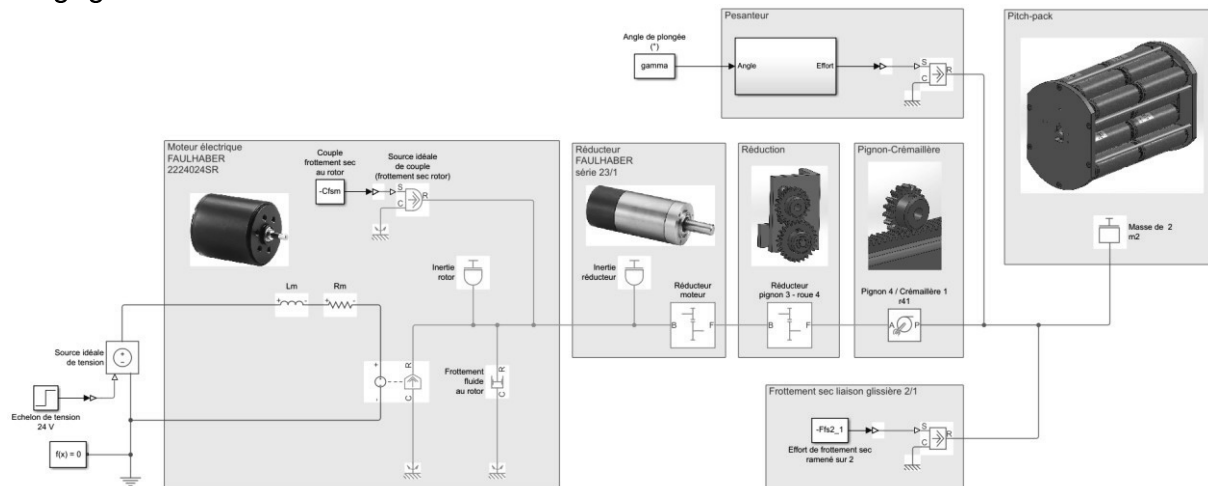 Pesanteur
Angle de plongée
(°)
gamma
Angle
Effort
S
C
R
Pitch-pack
Masse de 2
m2
Moteur électrique
FAULHABER
2224024SR
Couple
frottement sec
au rotor
-Cfsm
Source idéale
de couple
(frottement sec rotor)
S
C
R
Inertie
rotor
Lm
Rm
+
-
+
-
Source idéale
de tension
+
-
Echelon de tension
24 V
f(x) = 0
+
-
R
C
Frottement
fluide
au rotor
R
C
Réducteur
FAULHABER
série 23/1
Inertie
réducteur
Réducteur
moteur
B
F
Réduction
Réducteur
pignon 3 - roue 4
B
F
Pignon-Crémaillère
Pignon 4 / Crémaillère 1
r41
A
P
Frottement sec liaison glissière 2/1
-Ffs2_1
Effort de frottement sec
ramené sur 2
S
C
R